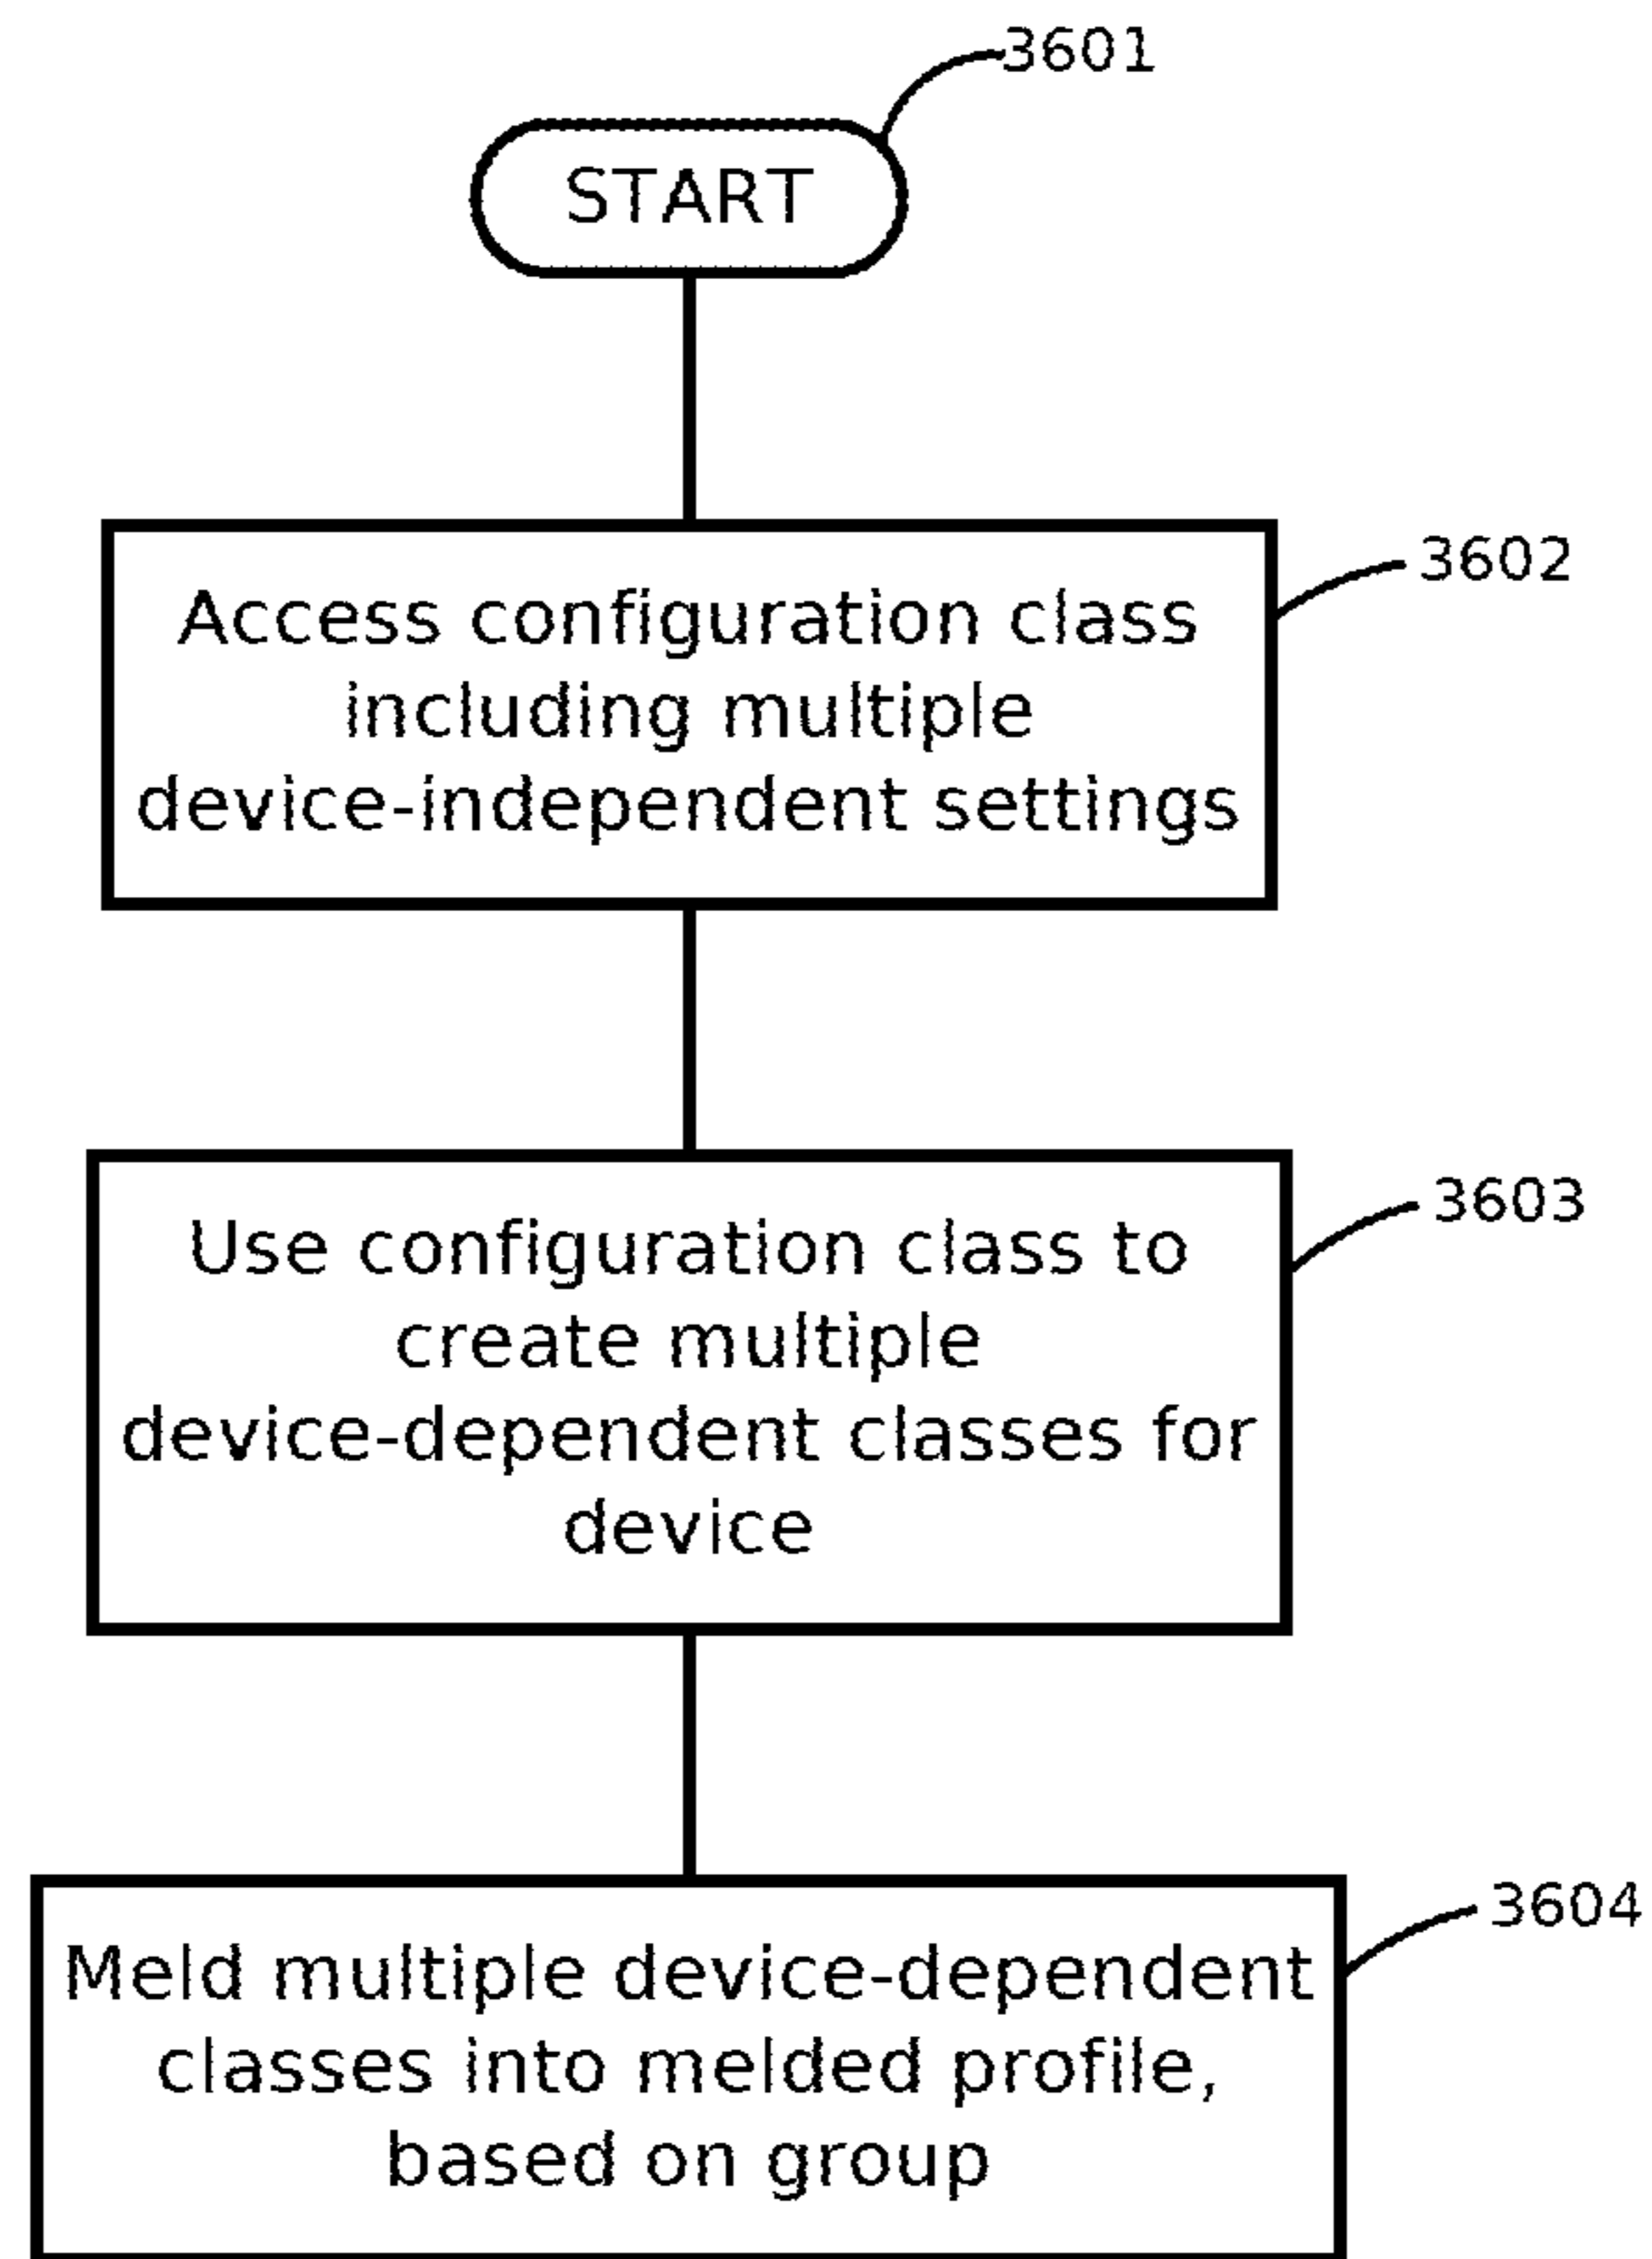 3601
START
3602
Access configuration class
including multiple
device-independent settings
3603
Use configuration class to
create multiple
device-dependent classes for
device
3604
Meld multiple device-dependent
classes into melded profile,
based on group